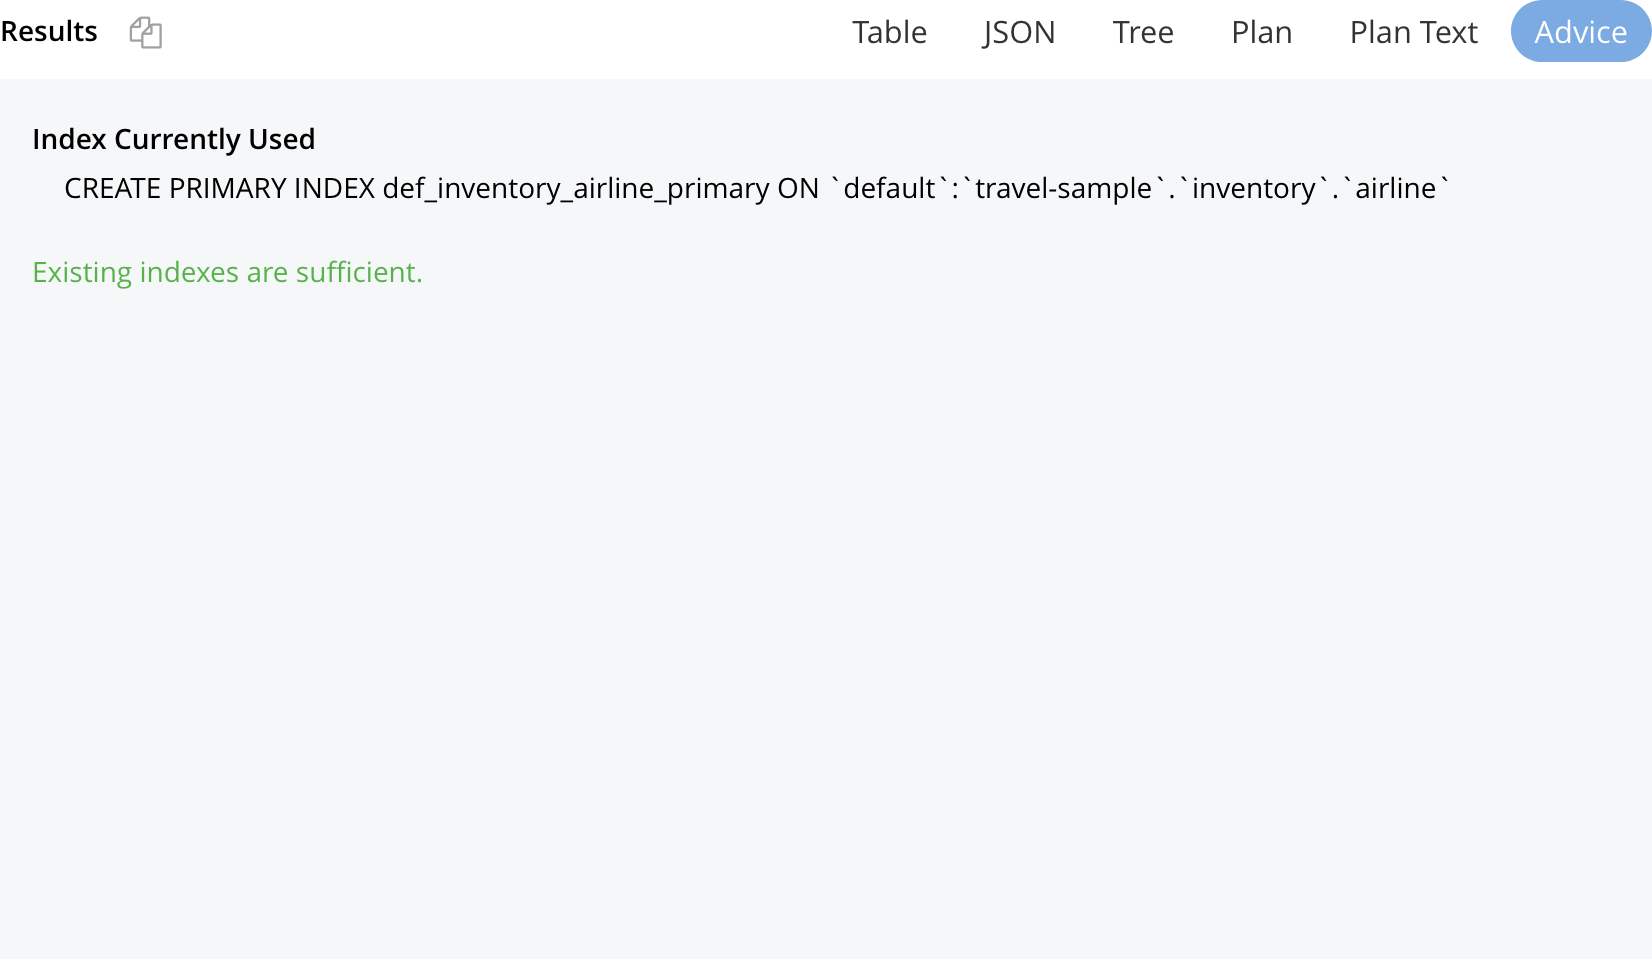 Results Table JSON Tree Plan Plan Text Advice
Index Currently Used
CREATE PRIMARY INDEX def_inventory_airline_primary ON `default`:`travel-sample`.`inventory`.`airline`
Existing indexes are sufficient.